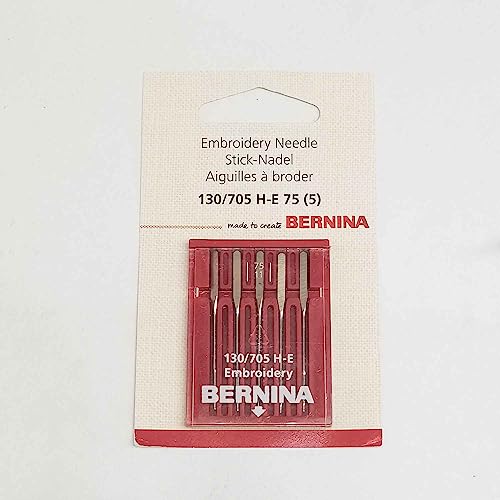 Embroidery Needle
Stick-Nadel
Aiguilles à broder
130/705 H-E 75 (5)
made to create BERNINA
75
11
130/705 H-E
Embroidery
BERNINA